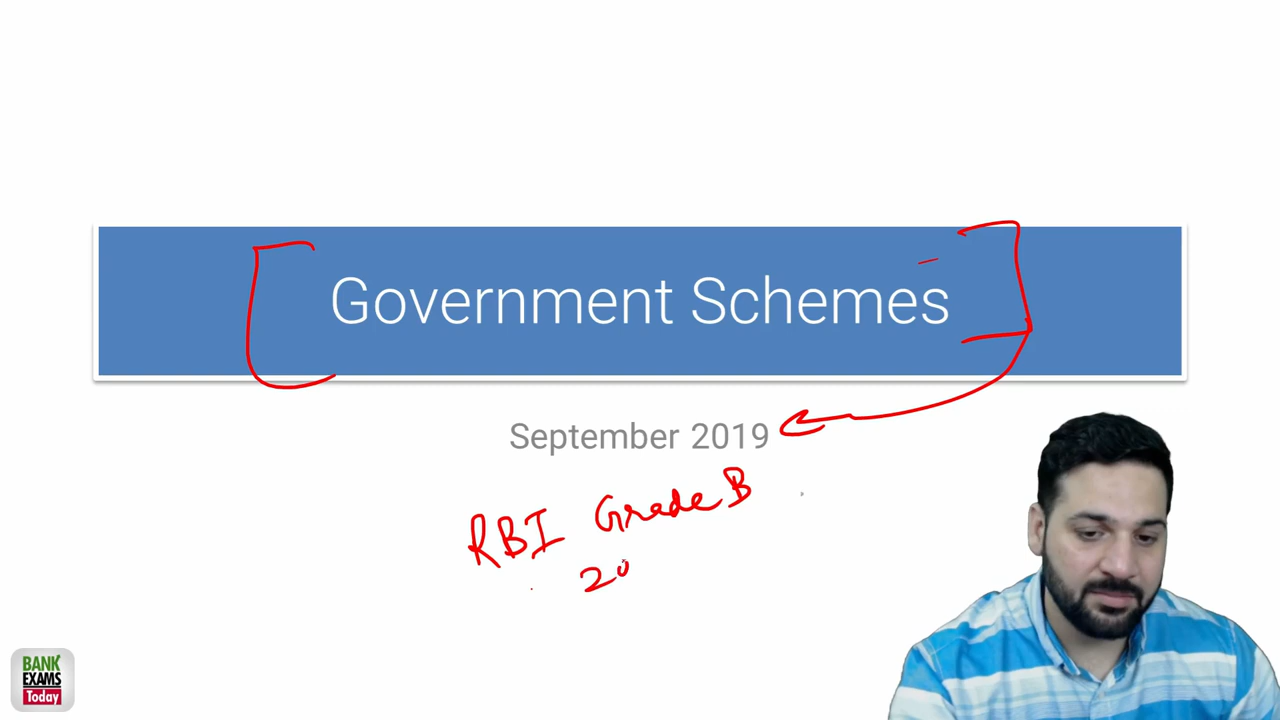 Government Schemes
September 2019
RBI Grade B
20
BANK
EXAMS
Today